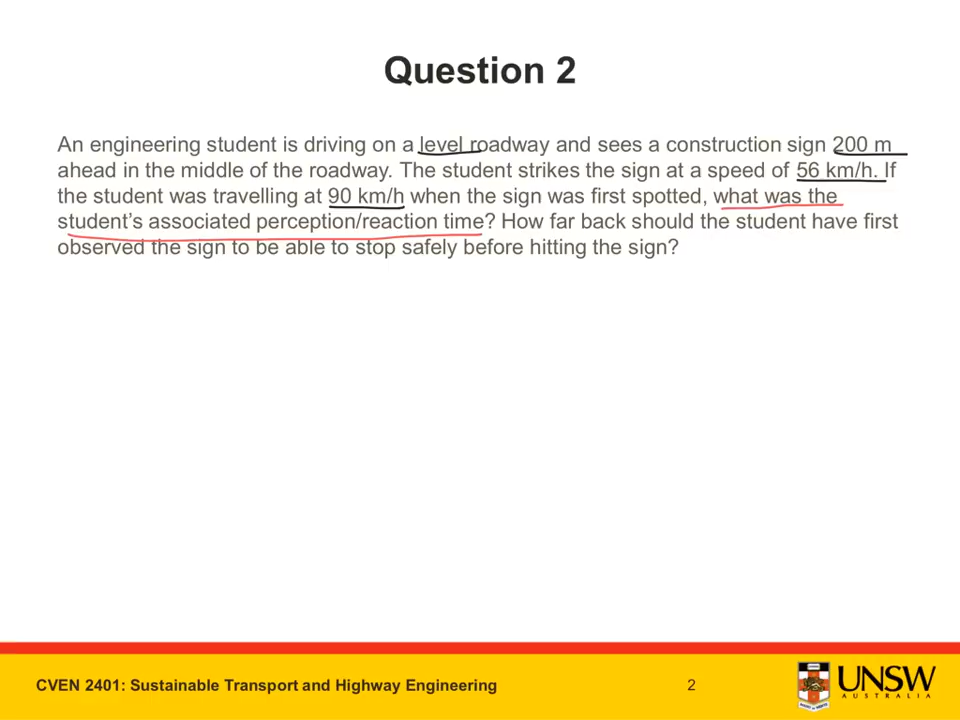 Question 2
An engineering student is driving on a level roadway and sees a construction sign 200 m
ahead in the middle of the roadway. The student strikes the sign at a speed of 56 km/h. If
the student was travelling at 90 km/h when the sign was first spotted, what was the
student's associated perception/reaction time? How far back should the student have first
observed the sign to be able to stop safely before hitting the sign?
CVEN 2401: Sustainable Transport and Highway Engineering
2
UNSW
AUSTRALIA